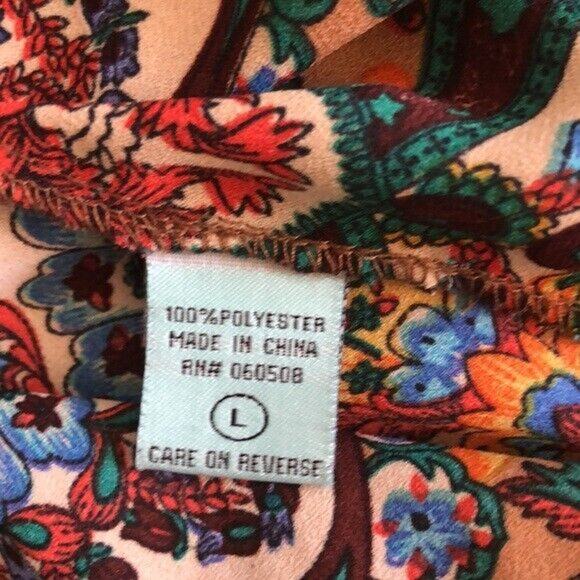 100%POLYESTER
MADE IN CHINA
RN# 060508
L
CARE ON REVERSE